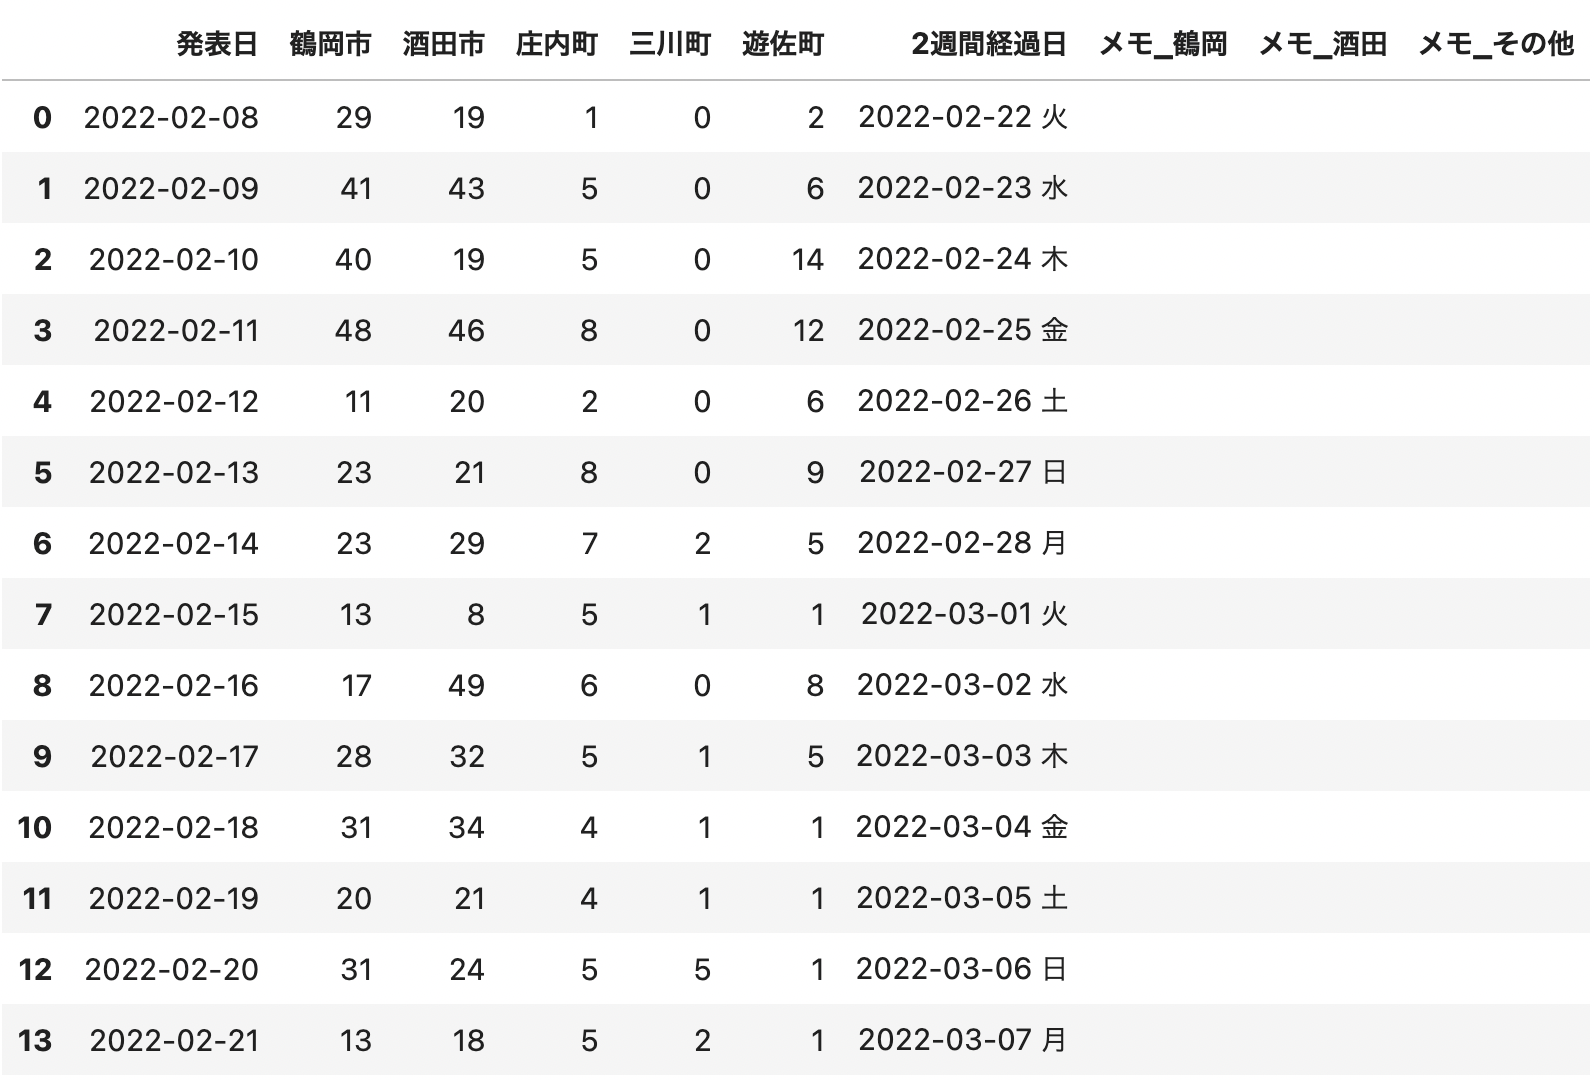 発表日 鶴岡市 酒田市 庄内町 三川町 遊佐町 2週間経過日 メモ_鶴岡 メモ_酒田 メモ_その他
0 2022-02-08 29 19 1 0 2 2022-02-22 火
1 2022-02-09 41 43 5 0 6 2022-02-23 水
2 2022-02-10 40 19 5 0 14 2022-02-24 木
3 2022-02-11 48 46 8 0 12 2022-02-25 金
4 2022-02-12 11 20 2 0 6 2022-02-26 土
5 2022-02-13 23 21 8 0 9 2022-02-27 日
6 2022-02-14 23 29 7 2 5 2022-02-28 月
7 2022-02-15 13 8 5 1 1 2022-03-01 火
8 2022-02-16 17 49 6 0 8 2022-03-02 水
9 2022-02-17 28 32 5 1 5 2022-03-03 木
10 2022-02-18 31 34 4 1 1 2022-03-04 金
11 2022-02-19 20 21 4 1 1 2022-03-05 土
12 2022-02-20 31 24 5 5 1 2022-03-06 日
13 2022-02-21 13 18 5 2 1 2022-03-07 月